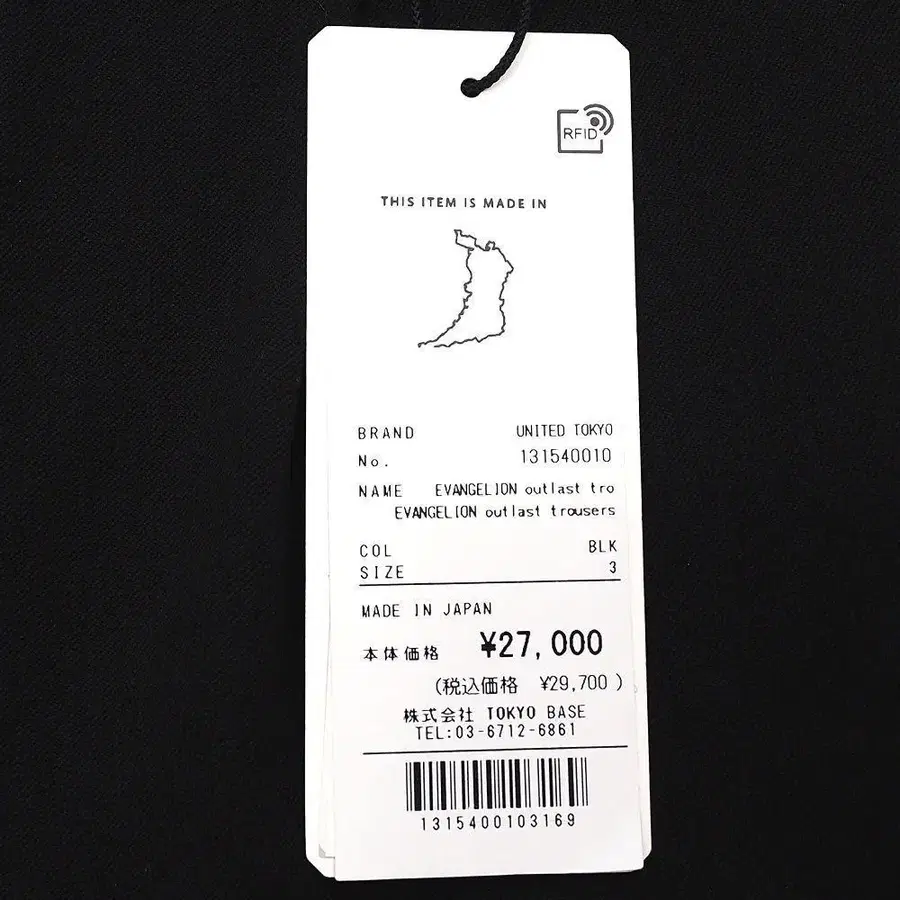 RFID
THIS ITEM IS MADE IN
BRAND UNITED TOKYO
No. 131540010
NAME EVANGELION outlast tro
EVANGELION outlast trousers
COL BLK
SIZE 3
MADE IN JAPAN
本体価格 ¥27,000
(税込価格 ¥29,700 )
株式会社 TOKYO BASE
TEL:03-6712-6861
1315400103169